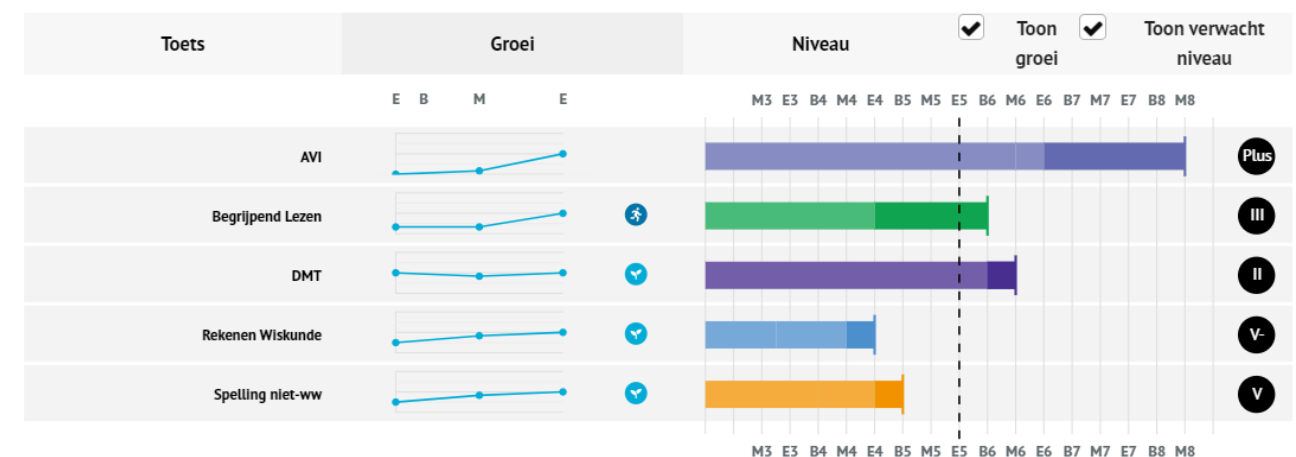 Toets Groei Niveau Toon groei Toon verwacht niveau
E B M E M3 E3 B4 M4 E4 B5 M5 E5 B6 M6 E6 B7 M7 E7 B8 M8
AVI Plus
Begrijpend Lezen III
DMT II
Rekenen Wiskunde V-
Spelling niet-ww V
M3 E3 B4 M4 E4 B5 M5 E5 B6 M6 E6 B7 M7 E7 B8 M8